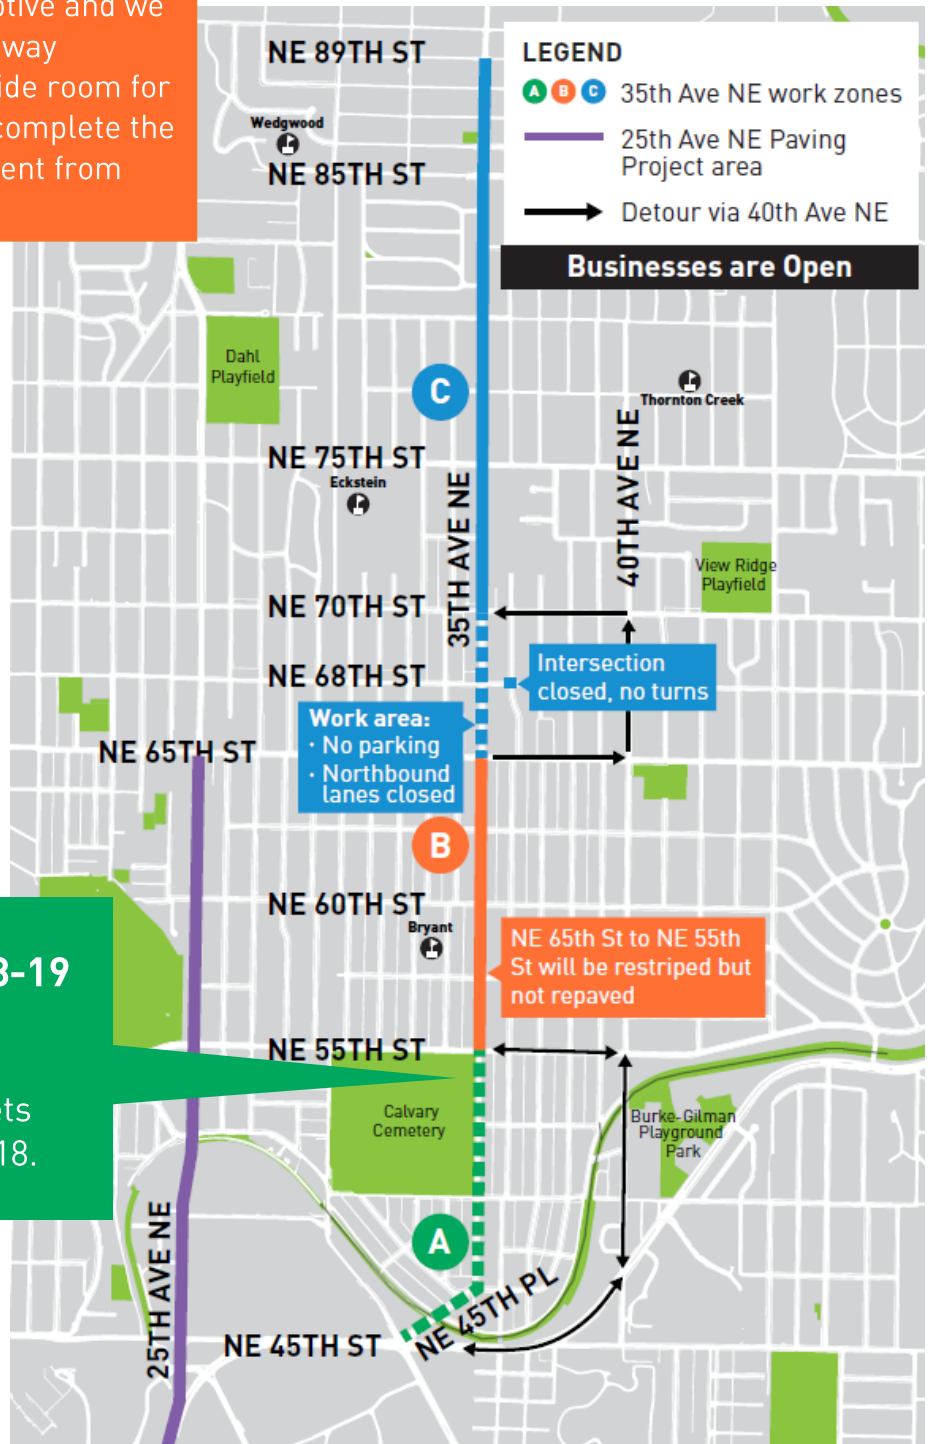 ptive and we
way
ide room for
complete the
ent from
NE 89TH ST
LEGEND
A B C 35th Ave NE work zones
25th Ave NE Paving
Project area
Detour via 40th Ave NE
Businesses are Open
Wedgwood
NE 85TH ST
Dahl
Playfield
C
Thornton Creek
NE 75TH ST
Eckstein
35TH AVE NE
40TH AVE NE
View Ridge
Playfield
NE 70TH ST
NE 68TH ST
Intersection
closed, no turns
Work area:
· No parking
· Northbound
lanes closed
NE 65TH ST
B
NE 60TH ST
Bryant
NE 65th St to NE 55th
St will be restriped but
not repaved
3-19
ets
18.
NE 55TH ST
Calvary
Cemetery
Burke-Gilman
Playground
Park
A
25TH AVE NE
NE 45TH PL
NE 45TH ST